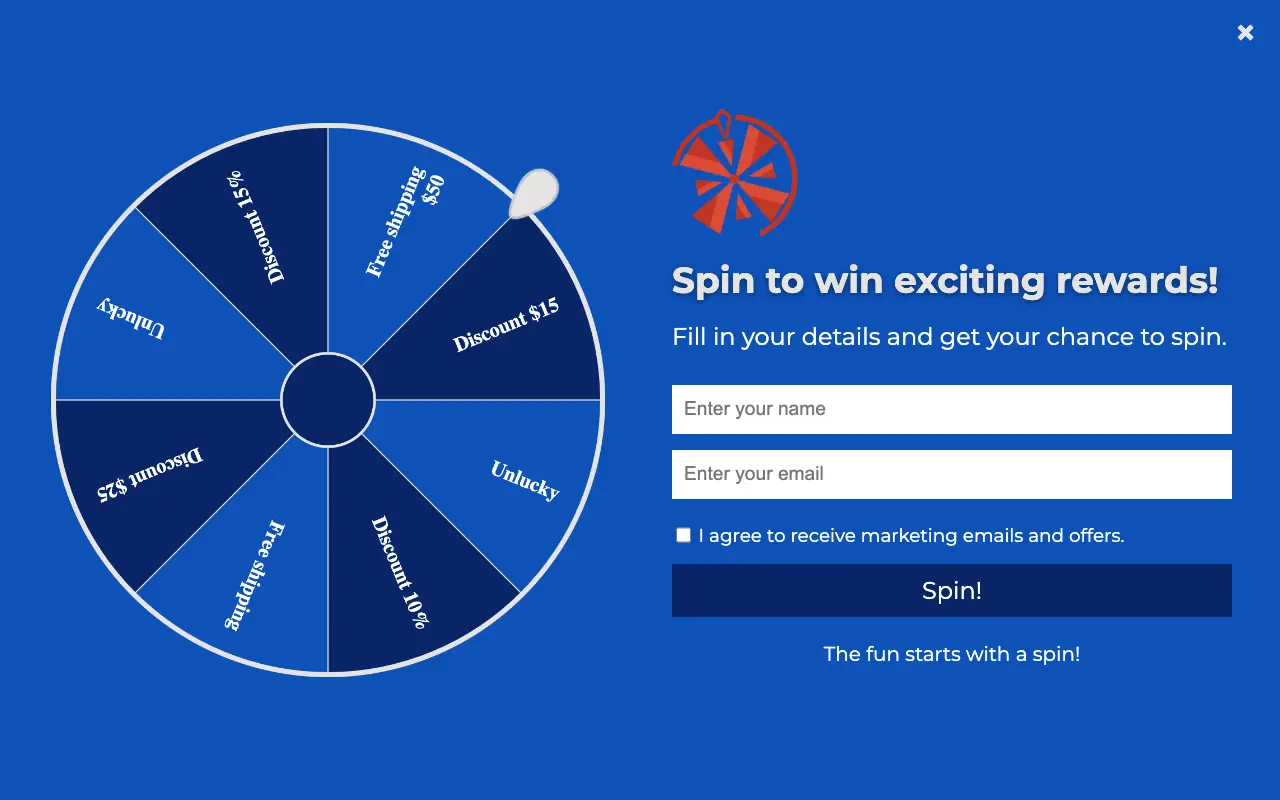 Discount 15%
Free shipping
$50
Discount $15
Unlucky
Discount 10%
Free shipping
Discount $25
Unlucky
Spin to win exciting rewards!
Fill in your details and get your chance to spin.
Enter your name
Enter your email
I agree to receive marketing emails and offers.
Spin!
The fun starts with a spin!